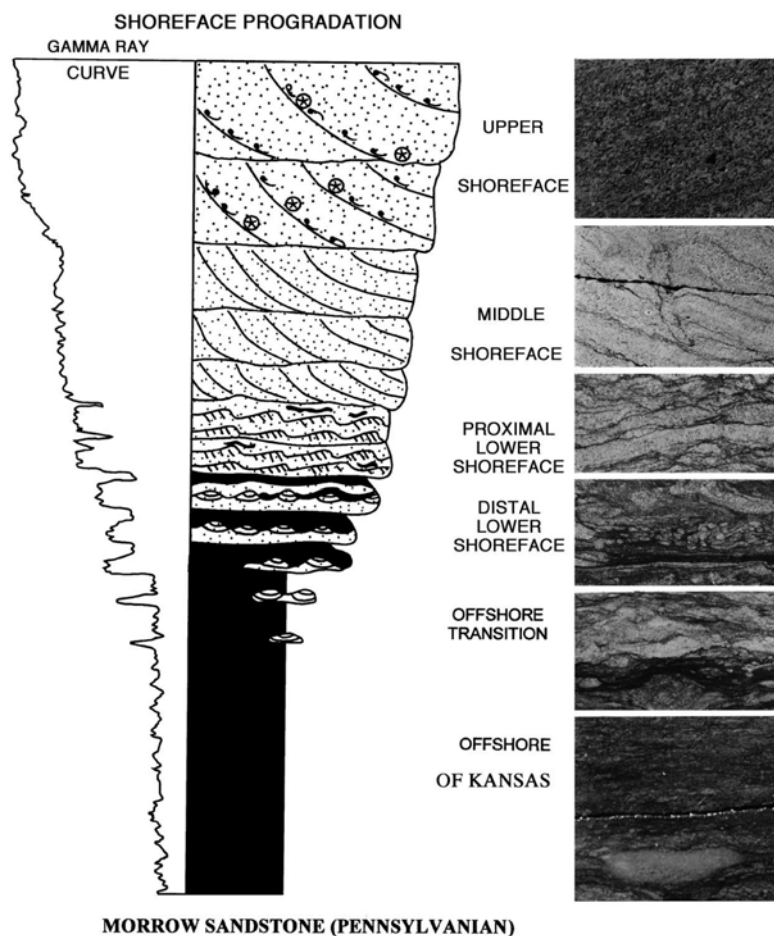 SHOREFACE PROGRADATION
GAMMA RAY
CURVE
UPPER
SHOREFACE
MIDDLE
SHOREFACE
PROXIMAL
LOWER
SHOREFACE
DISTAL
LOWER
SHOREFACE
OFFSHORE
TRANSITION
OFFSHORE
OF KANSAS
MORROW SANDSTONE (PENNSYLVANIAN)